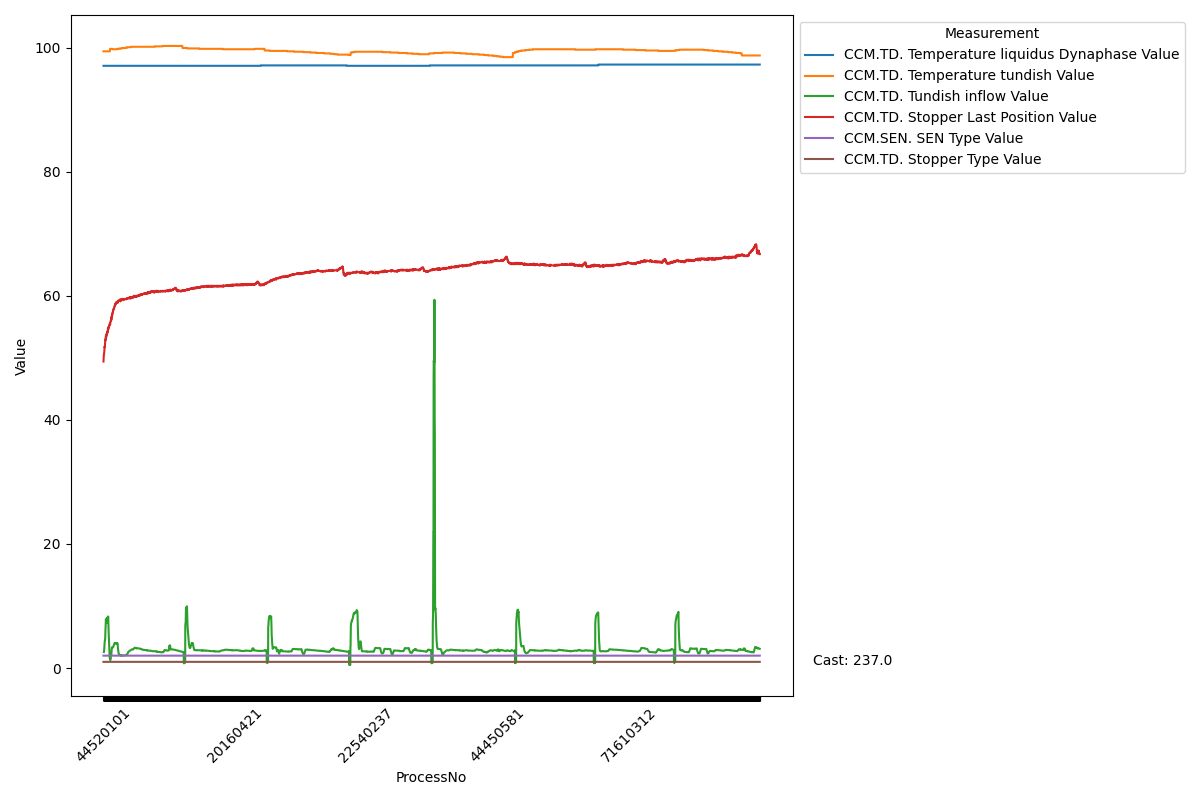 Measurement
CCM.TD. Temperature liquidus Dynaphase Value
CCM.TD. Temperature tundish Value
CCM.TD. Tundish inflow Value
CCM.TD. Stopper Last Position Value
CCM.SEN. SEN Type Value
CCM.TD. Stopper Type Value
100
80
60
40
20
0
Value
Cast: 237.0
44520101
20160421
22540237
44450581
71610312
ProcessNo